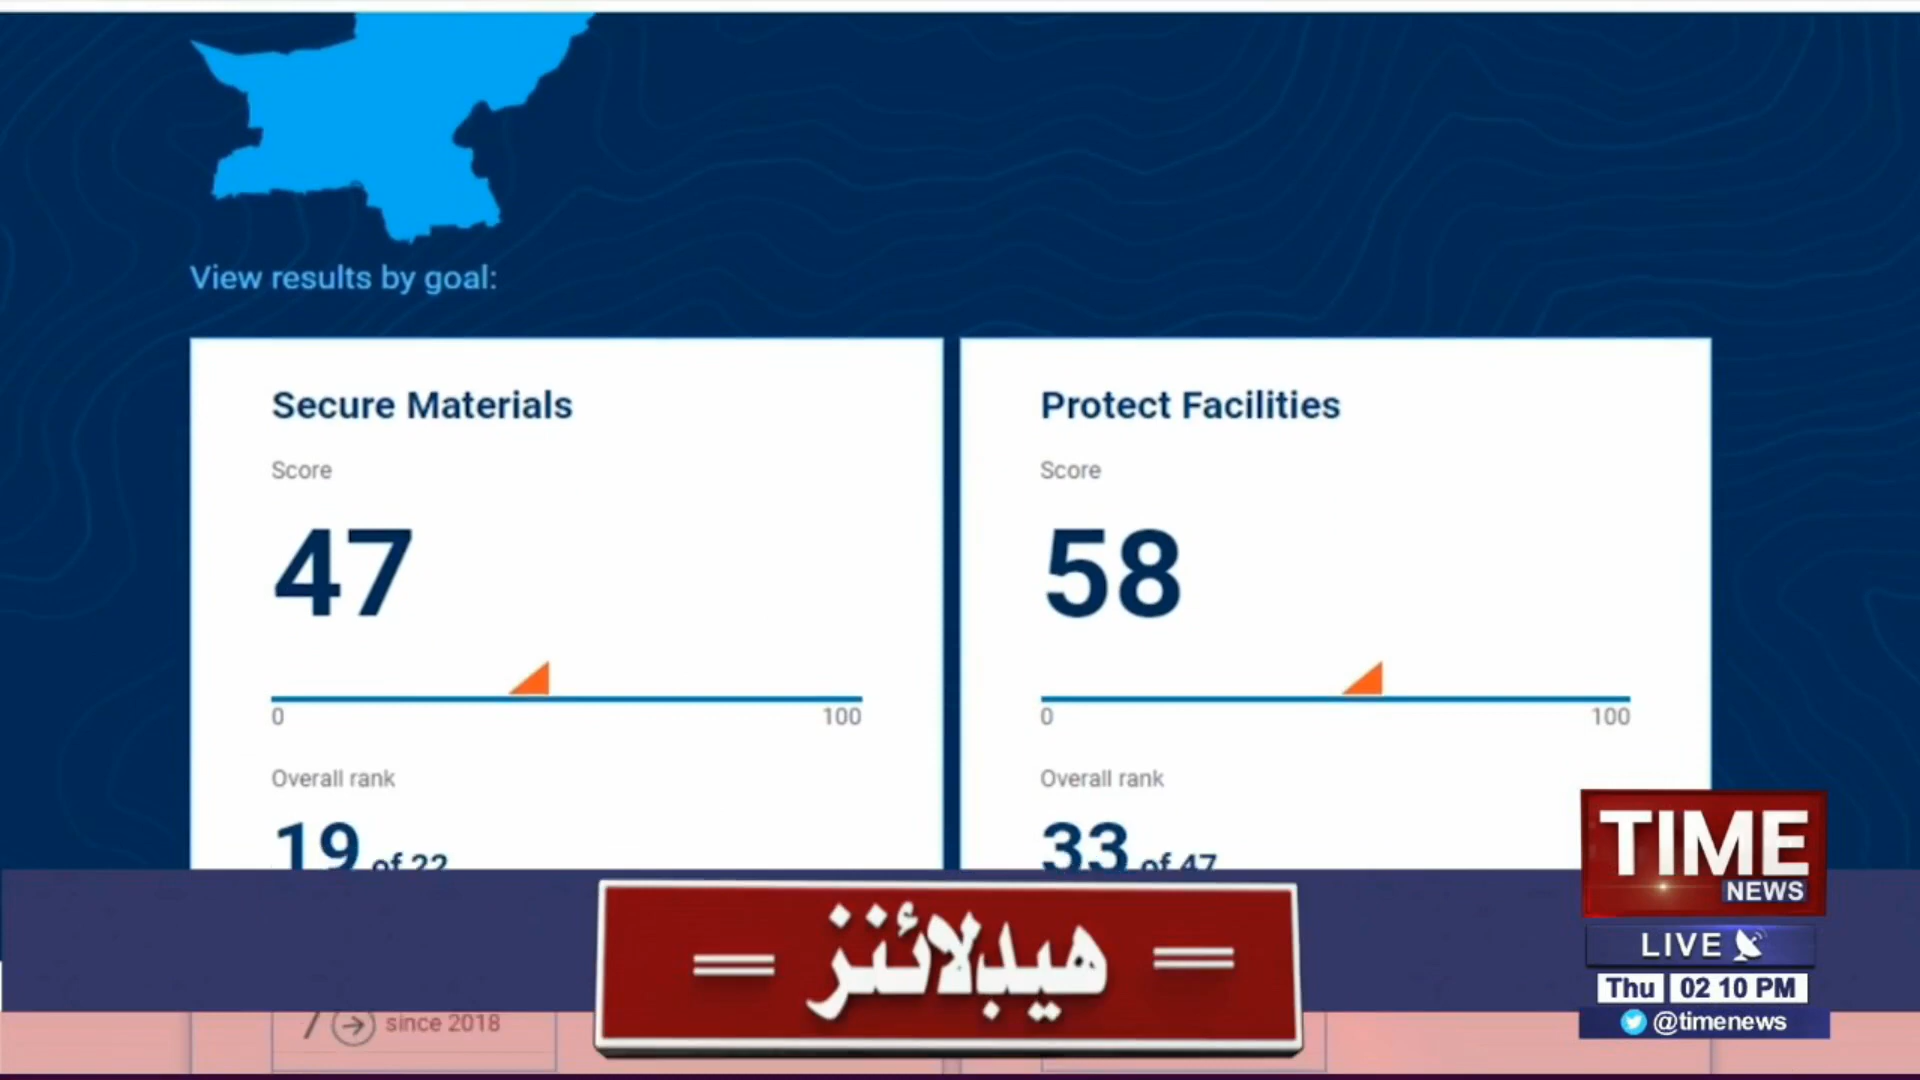 View results by goal:
Secure Materials
Score
47
0 100
Overall rank
19 of 22
Protect Facilities
Score
58
0 100
Overall rank
33 of 47
since 2018
ہیڈلائنز
TIME
NEWS
LIVE
Thu 02 10 PM
@timenews